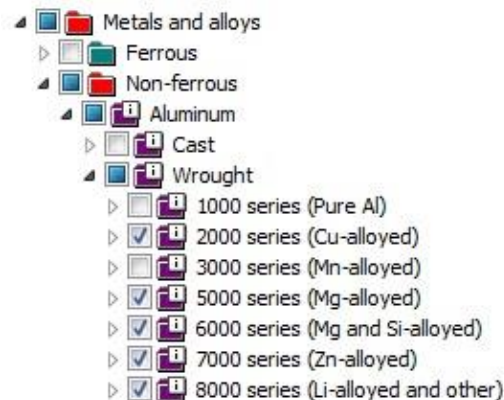 Metals and alloys
Ferrous
Non-ferrous
Aluminum
Cast
Wrought
1000 series (Pure Al)
2000 series (Cu-alloyed)
3000 series (Mn-alloyed)
5000 series (Mg-alloyed)
6000 series (Mg and Si-alloyed)
7000 series (Zn-alloyed)
8000 series (Li-alloyed and other)